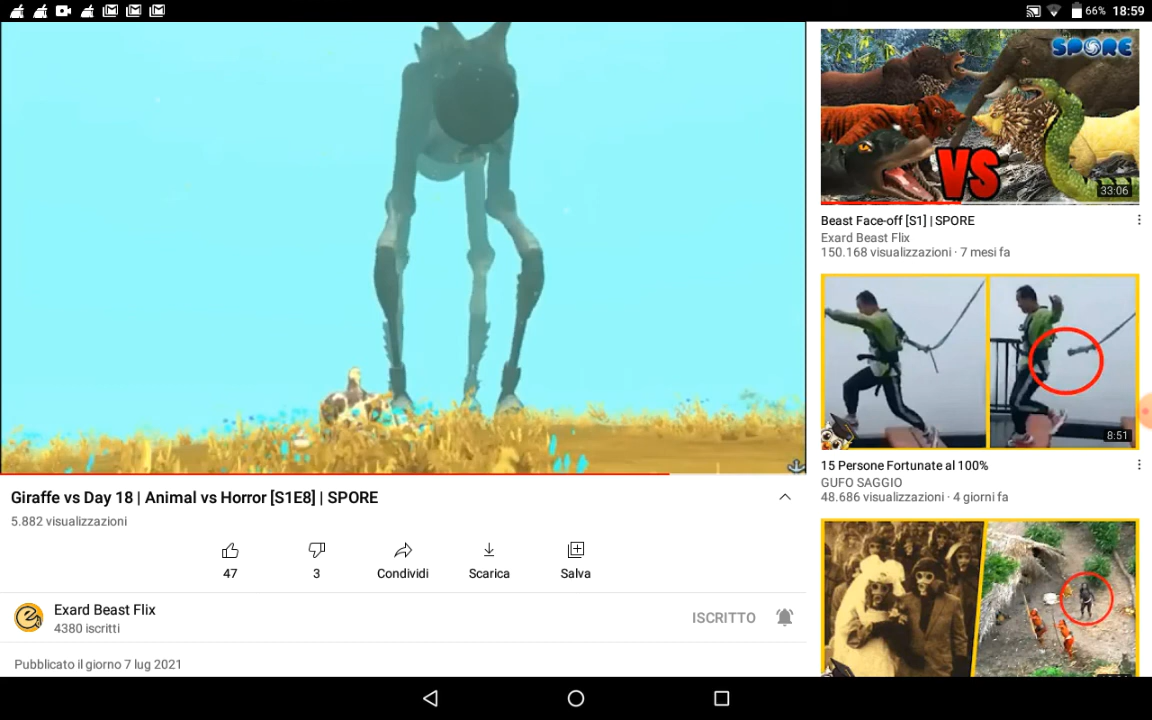 66% 18:59
SPORE
VS
33:06
Beast Face-off [S1] | SPORE
Exard Beast Flix
150.168 visualizzazioni · 7 mesi fa
8:51
15 Persone Fortunate al 100%
GUFO SAGGIO
48.686 visualizzazioni · 4 giorni fa
Giraffe vs Day 18 | Animal vs Horror [S1E8] | SPORE
5.882 visualizzazioni
47
3
Condividi
Scarica
Salva
Exard Beast Flix
4380 iscritti
ISCRITTO
Pubblicato il giorno 7 lug 2021